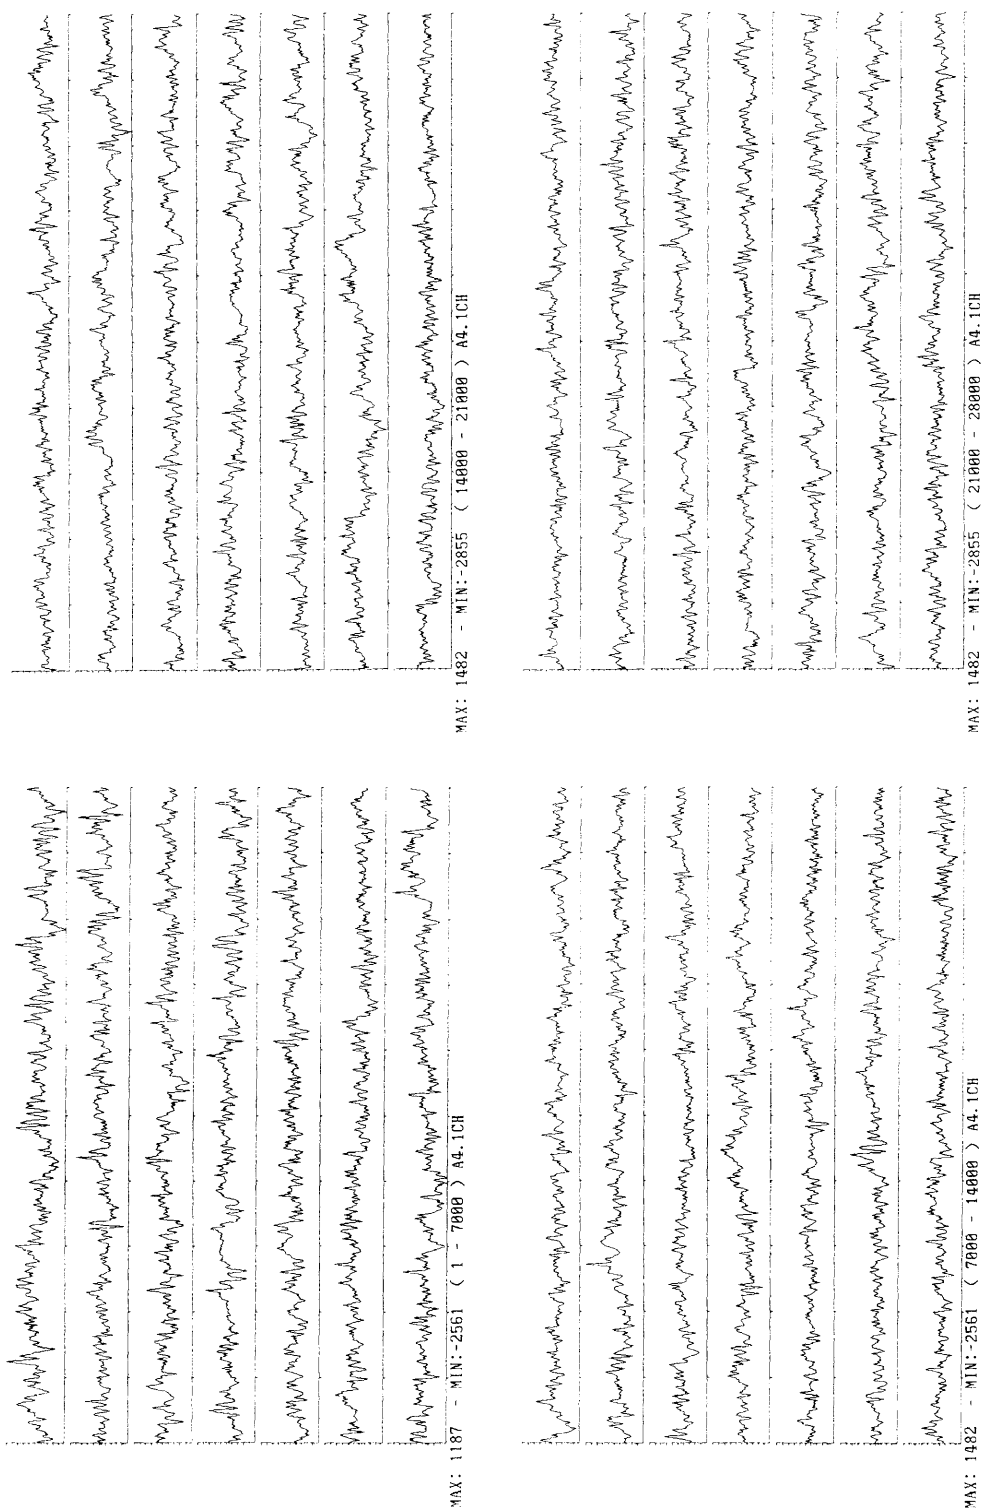 MAX: 1187 - MIN:-2561 ( 1 - 7000 ) A4.1CH
MAX: 1482 - MIN:-2561 ( 7000 - 14000 ) A4.1CH
MAX: 1482 - MIN:-2855 ( 14000 - 21000 ) A4.1CH
MAX: 1482 - MIN:-2855 ( 21000 - 28000 ) A4.1CH